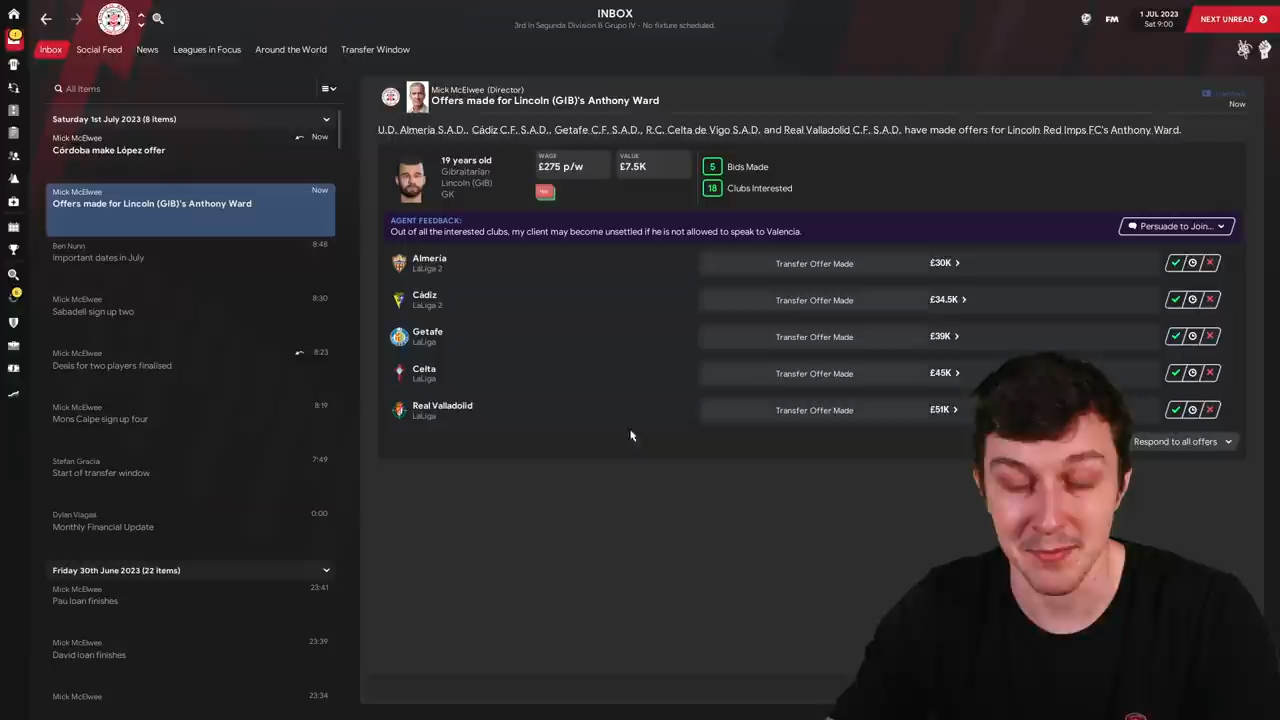 INBOX
3rd In Segunda Division B Grupo IV - No fixture scheduled.
FM
1 JUL 2023
Sat 9:00
NEXT UNREAD
Inbox
Social Feed
News
Leagues in Focus
Around the World
Transfer Window
All Items
Saturday 1st July 2023 (8 items)
Mick McElwee
Now
Córdoba make López offer
Mick McElwee
Now
Offers made for Lincoln (GIB)'s Anthony Ward
Ben Nunn
8:48
Important dates in July
Mick McElwee
8:30
Sabadell sign up two
Mick McElwee
8:23
Deals for two players finalised
Mick McElwee
8:19
Mons Calpe sign up four
Stefan Gracia
7:49
Start of transfer window
Dylan Viagas
0:00
Monthly Financial Update
Friday 30th June 2023 (22 items)
Mick McElwee
23:41
Pau loan finishes
Mick McElwee
23:39
David loan finishes
Mick McElwee
23:34
Mick McElwee (Director)
Offers made for Lincoln (GIB)'s Anthony Ward
Now
U.D. Almería S.A.D., Cádiz C.F. S.A.D., Getafe C.F. S.A.D., R.C. Celta de Vigo S.A.D. and Real Valladolid C.F. S.A.D. have made offers for Lincoln Red Imps FC's Anthony Ward.
19 years old
Gibraltarian
Lincoln (GIB)
GK
WAGE
£275 p/w
VALUE
£7.5K
5 Bids Made
18 Clubs Interested
AGENT FEEDBACK:
Out of all the interested clubs, my client may become unsettled if he is not allowed to speak to Valencia.
Persuade to Join...
Almería
LaLiga 2
Transfer Offer Made
£30K
Cádiz
LaLiga 2
Transfer Offer Made
£34.5K
Getafe
LaLiga
Transfer Offer Made
£39K
Celta
LaLiga
Transfer Offer Made
£45K
Real Valladolid
LaLiga
Transfer Offer Made
£51K
Respond to all offers